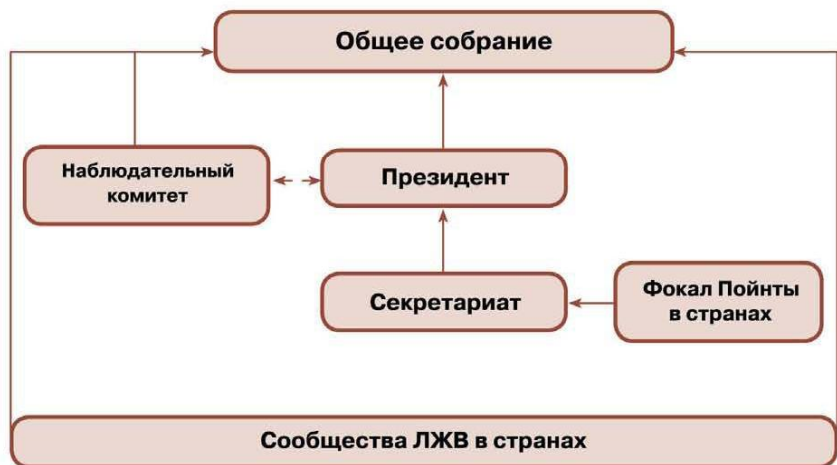 Общее собрание
Наблюдательный
комитет
Президент
Секретариат
Фокал Пойнты
в странах
Сообщества ЛЖВ в странах